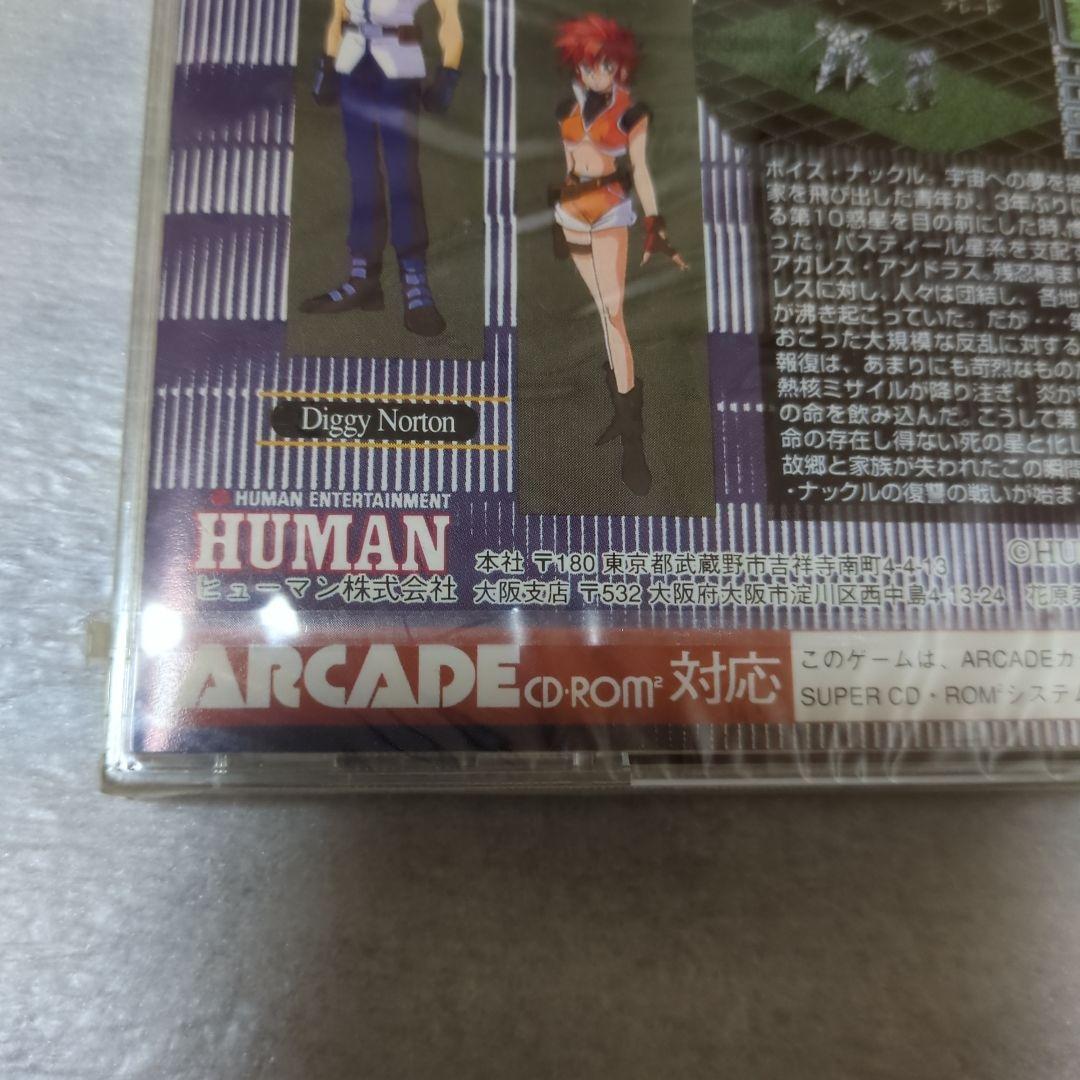 ブレード
ボイス・ナックル。宇宙への夢を
家を飛び出した青年が、3年ぶりに
る第10惑星を目の前にした時、
った。バスティール星系を支配す
アガレス・アンドラス。残忍極まり
レスに対し、人々は団結し、各地
が沸き起こっていた。だが・・・
おこった大規模な反乱に対する
報復は、あまりにも苛烈なものだ
熱核ミサイルが降り注ぎ、炎が
の命を飲み込んだ。こうして第
命の存在し得ない死の星と化し
故郷と家族が失われたこの瞬間
・ナックルの復讐の戦いが始ま
Diggy Norton
HUMAN ENTERTAINMENT
HUMAN
ヒューマン株式会社
本社 〒180 東京都武蔵野市吉祥寺南町4-4-13
大阪支店 〒532 大阪府大阪市淀川区西中島4-13-24
©HU
花原
ARCADE CD・ROM² 対応
このゲームは、ARCADEカ
SUPER CD・ROM²システム